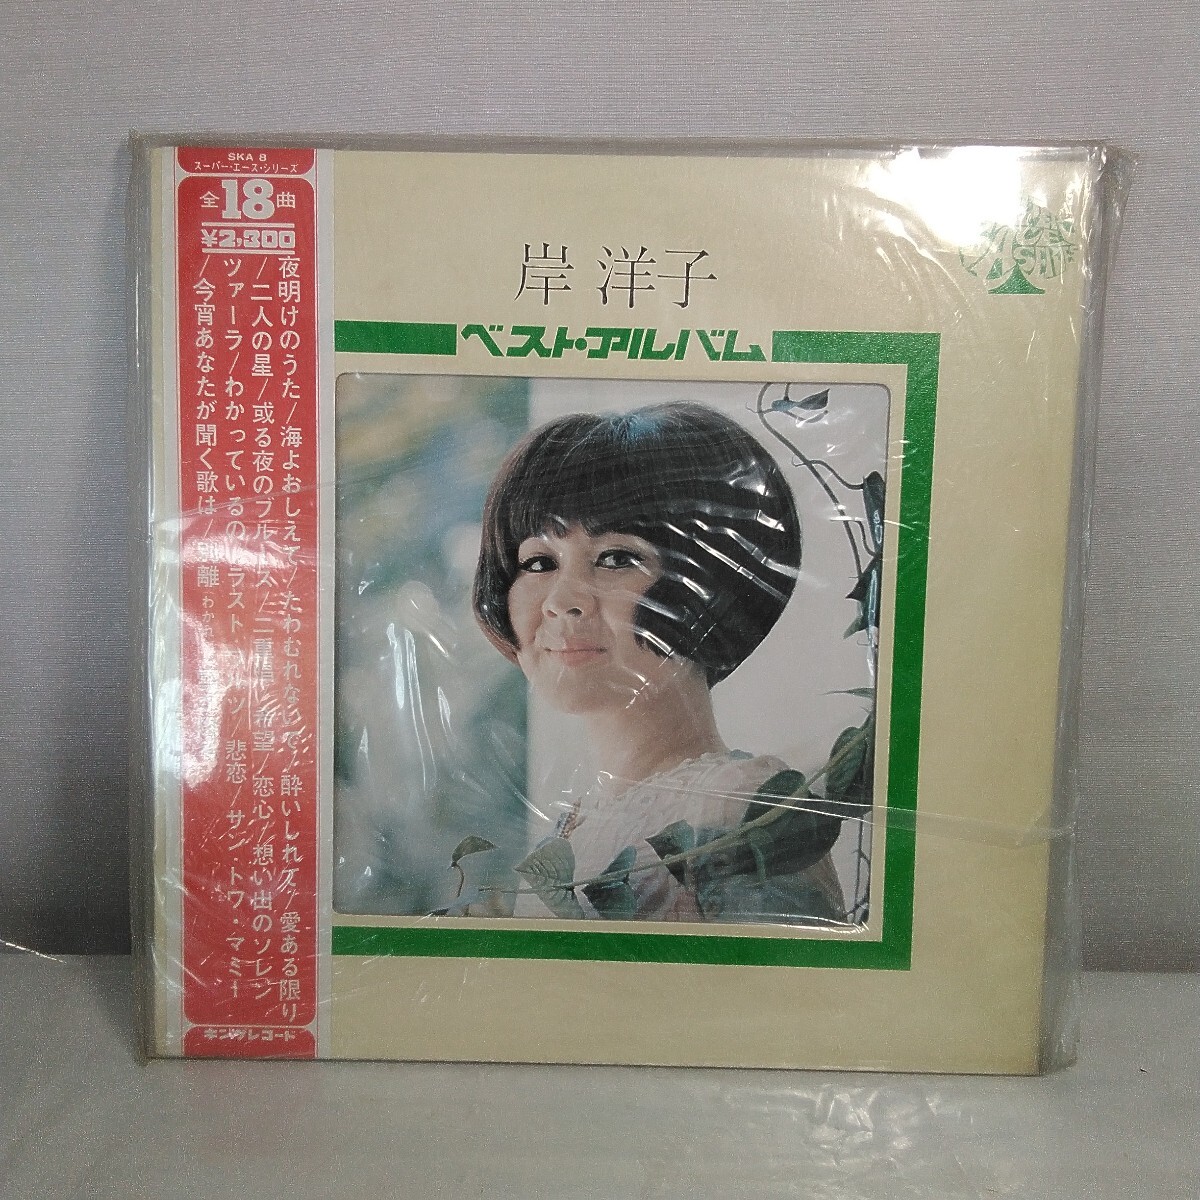 SKA 8
スーパー・エース・シリーズ
全18曲
¥2,300
夜明けのうた/海よおしえて/たわむれないで/酔いしれて/愛ある限り
/二人の星/或る夜のブルース/二重唱/希望/恋心/想い出のソレン
ツァーラ/わかっているの/ラスト・ワルツ/悲恋/サン・トワ・マミー
/今宵あなたが聞く歌は/別離
キングレコード
岸 洋子
ベスト・アルバム